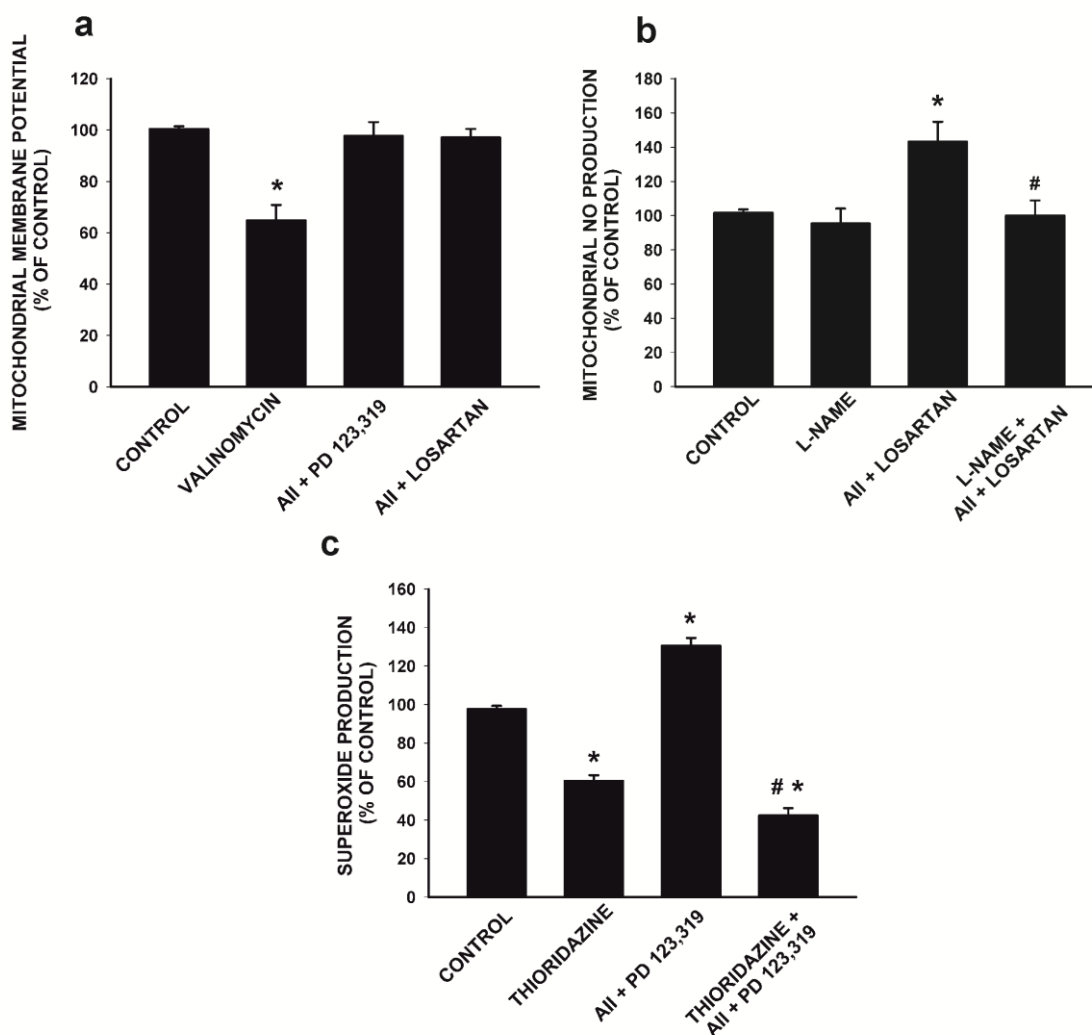 a
MITOCHONDRIAL MEMBRANE POTENTIAL
(% OF CONTROL)
120
100
80
60
40
20
0
*
CONTROL
VALINOMYCIN
AII + PD 123,319
AII + LOSARTAN
b
MITOCHONDRIAL NO PRODUCTION
(% OF CONTROL)
180
160
140
120
100
80
60
40
20
0
*
#
CONTROL
L-NAME
AII + LOSARTAN
L-NAME +
AII + LOSARTAN
c
SUPEROXIDE PRODUCTION
(% OF CONTROL)
160
140
120
100
80
60
40
20
0
*
*
# *
CONTROL
THIORIDAZINE
AII + PD 123,319
THIORIDAZINE +
AII + PD 123,319